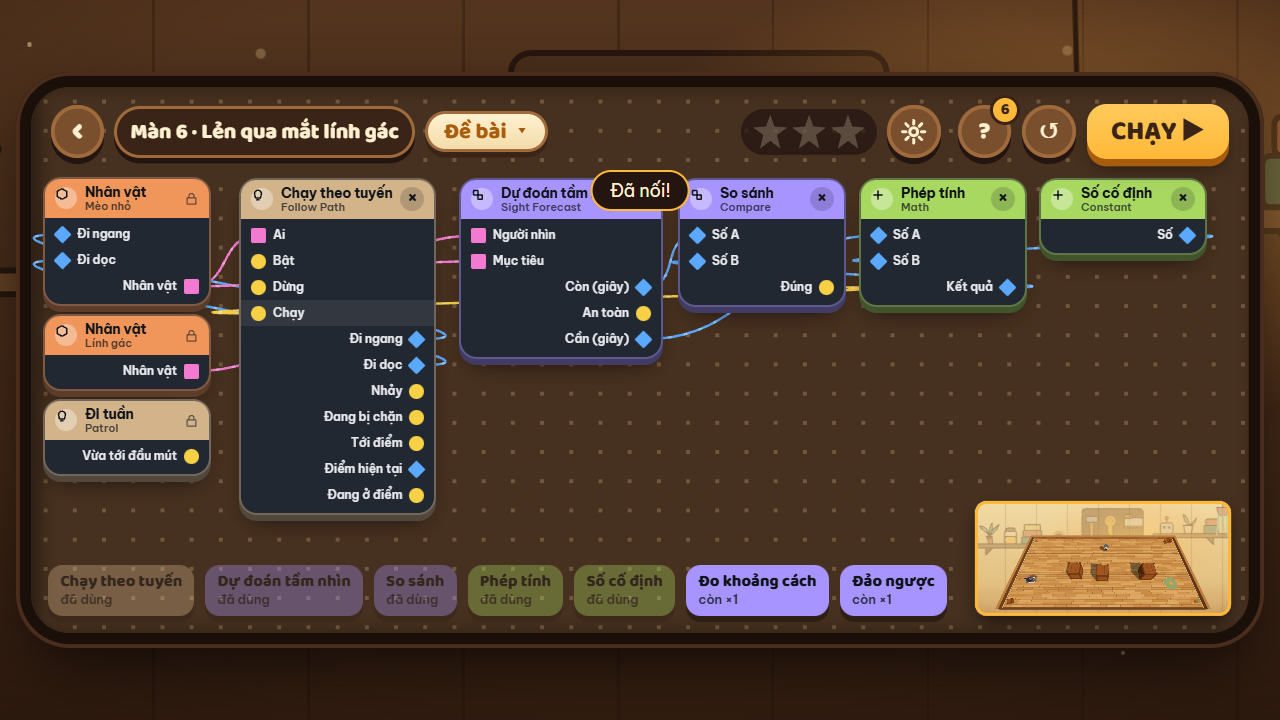 Màn 6 · Lẻn qua mắt lính gác
Đề bài
?
6
CHẠY
Nhân vật
Mèo nhỏ
Đi ngang
Đi dọc
Nhân vật
Nhân vật
Lính gác
Nhân vật
Đi tuần
Patrol
Vừa tới đầu mút
Chạy theo tuyến
Follow Path
Ai
Bật
Dừng
Chạy
Đi ngang
Đi dọc
Nhảy
Đang bị chặn
Tới điểm
Điểm hiện tại
Đang ở điểm
Dự đoán tầm
Sight Forecast
Người nhìn
Mục tiêu
Còn (giây)
An toàn
Cần (giây)
Đã nối!
So sánh
Compare
Số A
Số B
Đúng
Phép tính
Math
Số A
Số B
Kết quả
Số cố định
Constant
Số
Chạy theo tuyến
đã dùng
Dự đoán tầm nhìn
đã dùng
So sánh
đã dùng
Phép tính
đã dùng
Số cố định
đã dùng
Đo khoảng cách
còn ×1
Đảo ngược
còn ×1